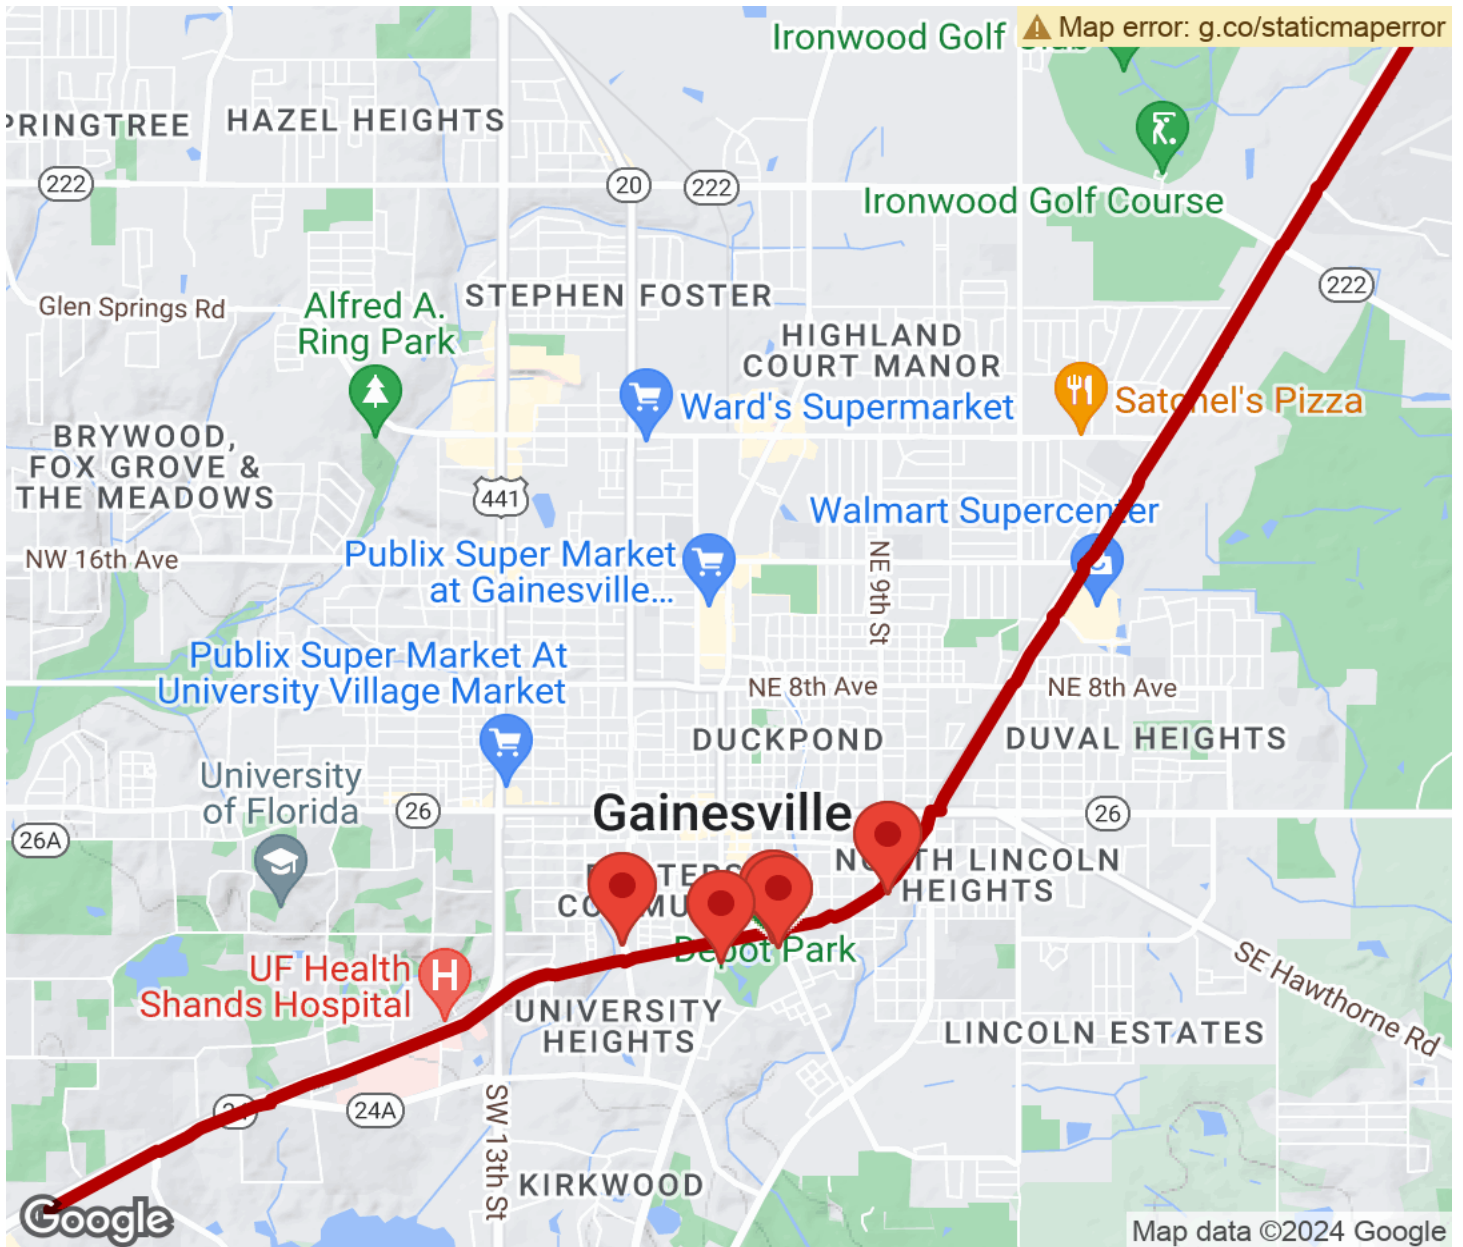 Ironwood Golf Club
Map error: g.co/staticmaperror
PRINGTREE
HAZEL HEIGHTS
222
20
222
Ironwood Golf Course
Glen Springs Rd
Alfred A.
Ring Park
STEPHEN FOSTER
222
HIGHLAND
COURT MANOR
Ward's Supermarket
Satchel's Pizza
BRYWOOD,
FOX GROVE &
THE MEADOWS
441
Walmart Supercenter
NW 16th Ave
Publix Super Market
at Gainesville...
NE 9th St
Publix Super Market At
University Village Market
NE 8th Ave
NE 8th Ave
DUCKPOND
DUVAL HEIGHTS
University
of Florida
26
Gainesville
26
26A
NORTH LINCOLN
HEIGHTS
Depot Park
UF Health
Shands Hospital
H
SE Hawthorne Rd
UNIVERSITY
HEIGHTS
LINCOLN ESTATES
24
24A
SW 13th St
KIRKWOOD
Google
Map data ©2024 Google